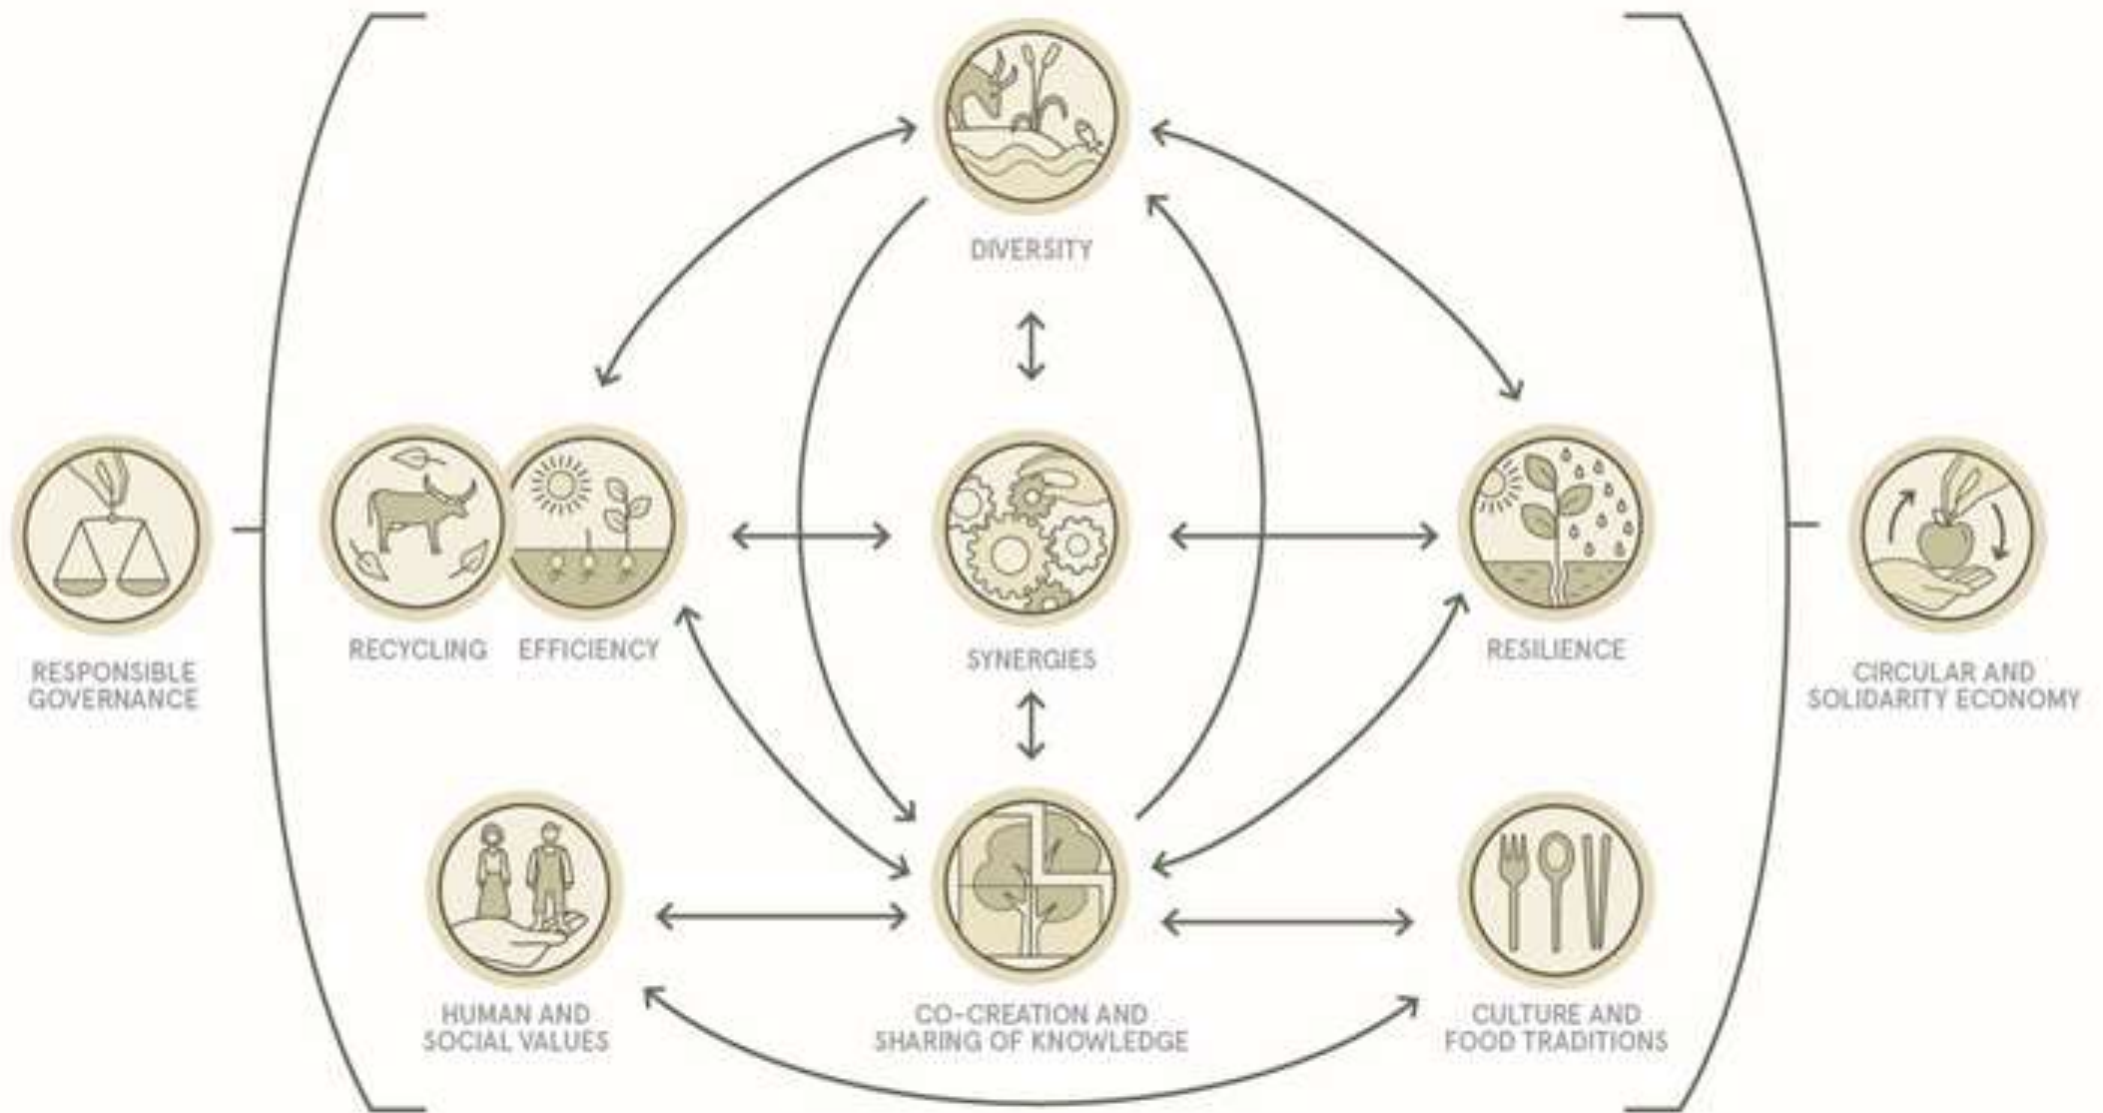 DIVERSITY
RESPONSIBLE
GOVERNANCE
RECYCLING
EFFICIENCY
SYNERGIES
RESILIENCE
CIRCULAR AND
SOLIDARITY ECONOMY
HUMAN AND
SOCIAL VALUES
CO-CREATION AND
SHARING OF KNOWLEDGE
CULTURE AND
FOOD TRADITIONS